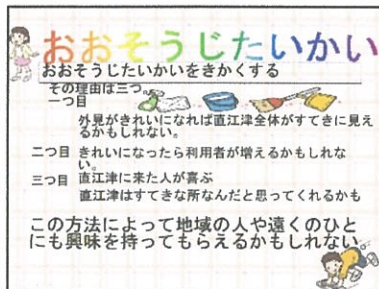 おおそうじたいかい
おおそうじたいかいをきかくする
その理由は三つ。
一つ目
外見がきれいになれば直江津全体がすてきに見え
るかもしれない。
二つ目 きれいになったら利用者が増えるかもしれな
い。
三つ目 直江津に来た人が喜ぶ
直江津はすてきな所なんだと思ってくれるかも
この方法によって地域の人や遠くのひと
にも興味を持ってもらえるかもしれない